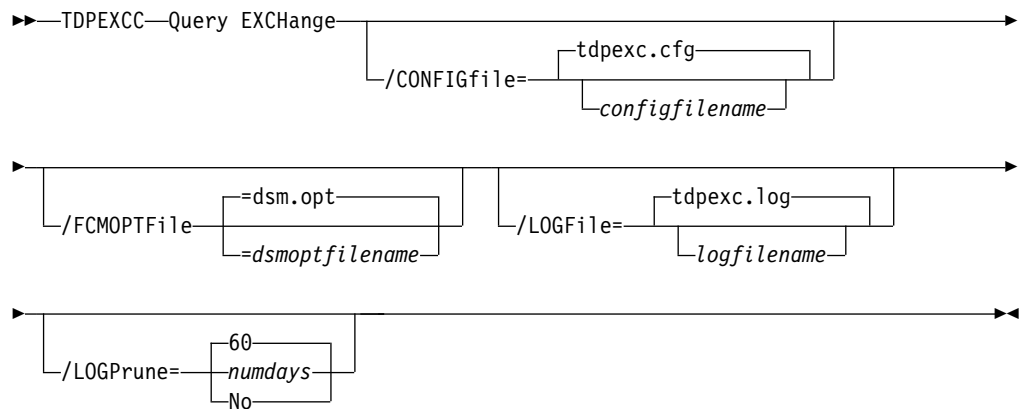 TDPEXCC Query EXCHange
tdpexc.cfg
/CONFIGfile=
configfilename
=dsm.opt
/FCMOPTFile
=dsmoptfilename
tdpexc.log
/LOGFile=
logfilename
60
/LOGPrune=
numdays
No